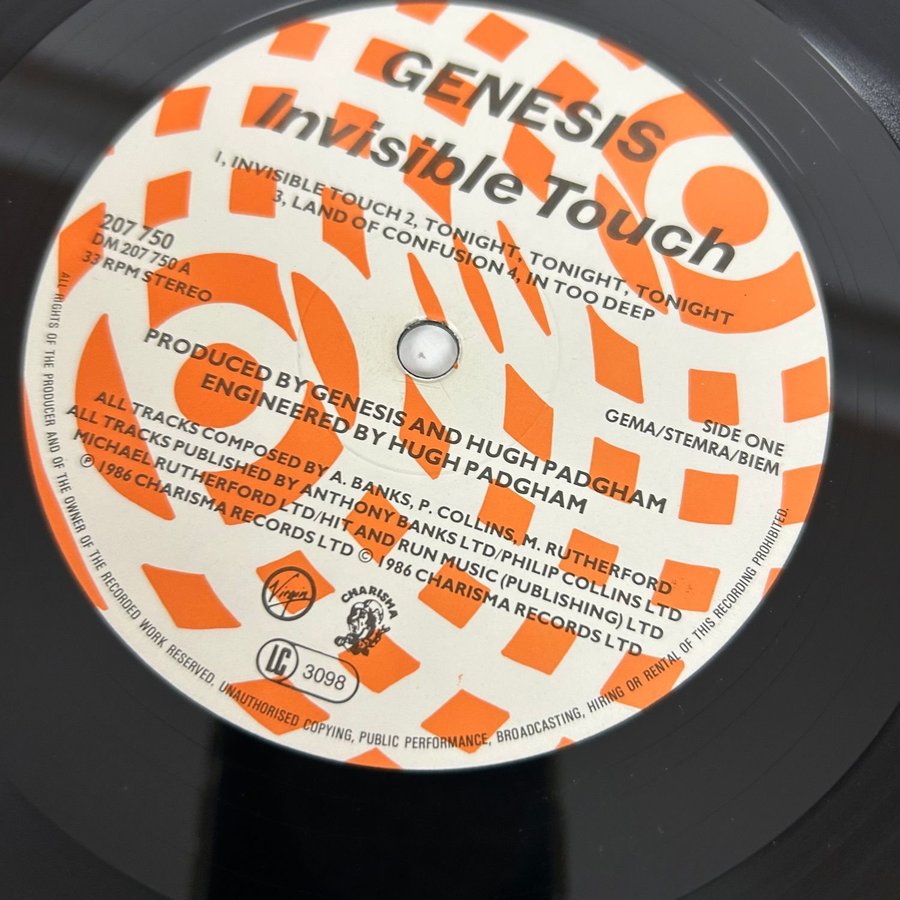 GENESIS
Invisible Touch
1, INVISIBLE TOUCH 2, TONIGHT, TONIGHT, TONIGHT
3, LAND OF CONFUSION 4, IN TOO DEEP
207 750
DM 207 750 A
33 RPM STEREO
SIDE ONE
GEMA/STEMRA/BIEM
PRODUCED BY GENESIS AND HUGH PADGHAM
ENGINEERED BY HUGH PADGHAM
ALL TRACKS COMPOSED BY A. BANKS, P. COLLINS, M. RUTHERFORD
ALL TRACKS PUBLISHED BY ANTHONY BANKS LTD/PHILIP COLLINS LTD
MICHAEL RUTHERFORD LTD/HIT AND RUN MUSIC (PUBLISHING) LTD
℗ 1986 CHARISMA RECORDS LTD © 1986 CHARISMA RECORDS LTD
Virgin
CHARISMA
LC 3098
ALL RIGHTS OF THE PRODUCER AND OF THE OWNER OF THE RECORDED WORK RESERVED, UNAUTHORISED COPYING, PUBLIC PERFORMANCE, BROADCASTING, HIRING OR RENTAL OF THIS RECORDING PROHIBITED.